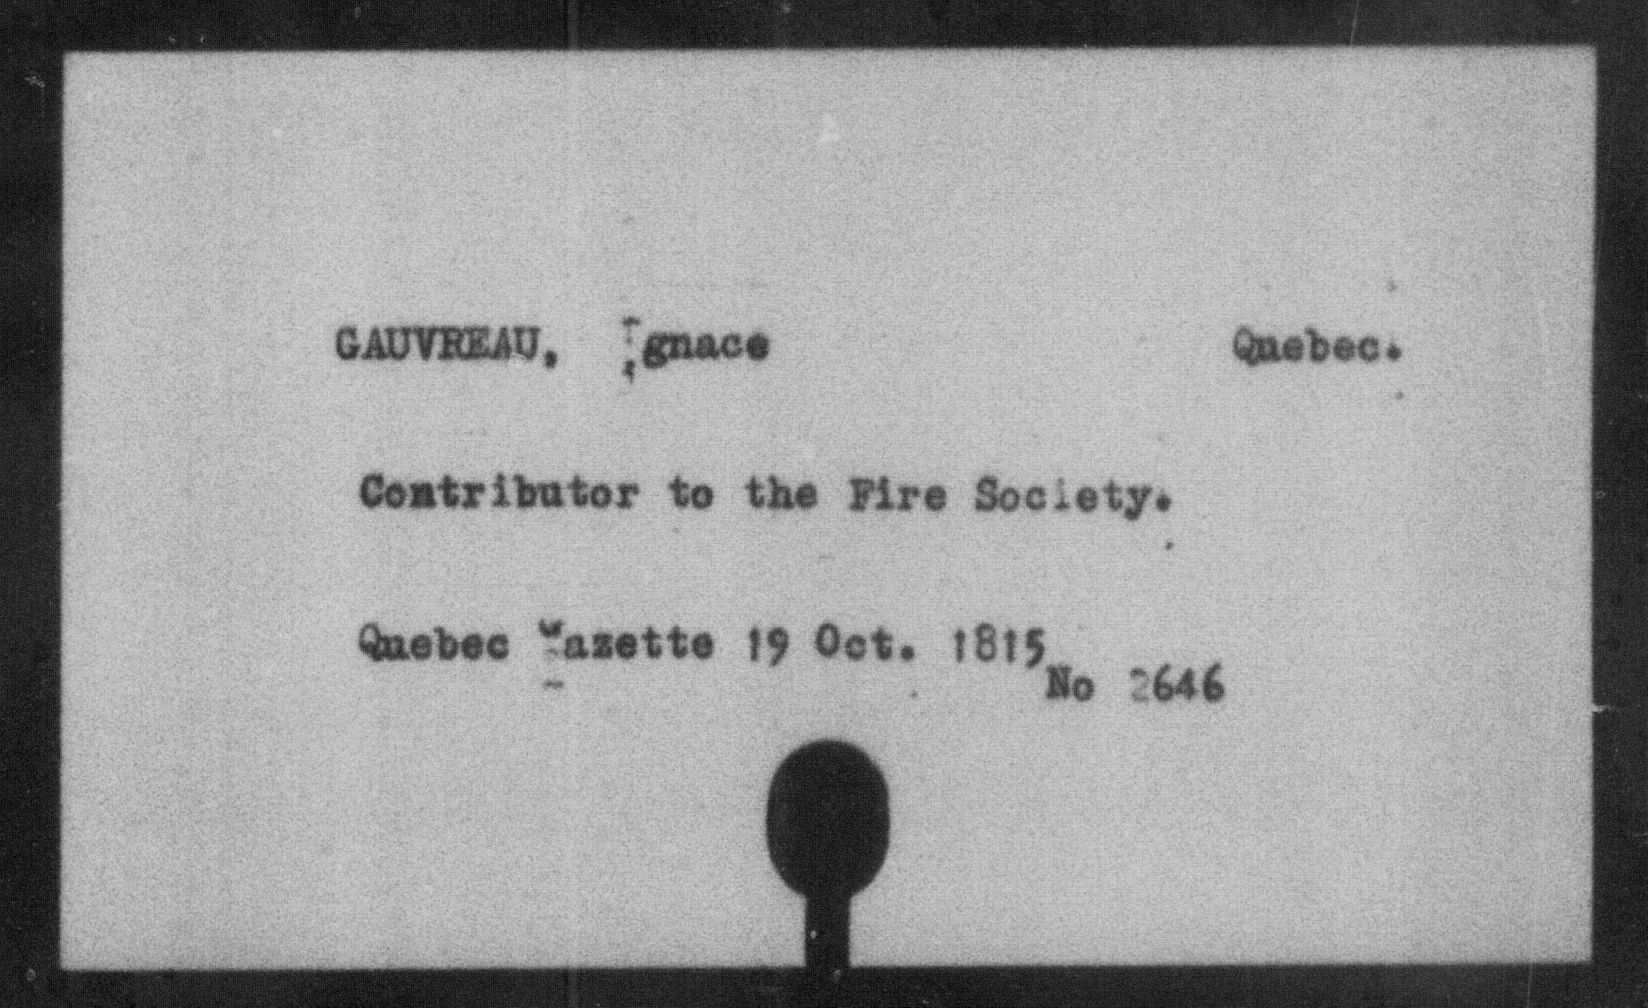 GAUVREAU, Ignace Quebec.
Contributor to the Fire Society.
Quebec Gazette 19 Oct. 1815
No 2646